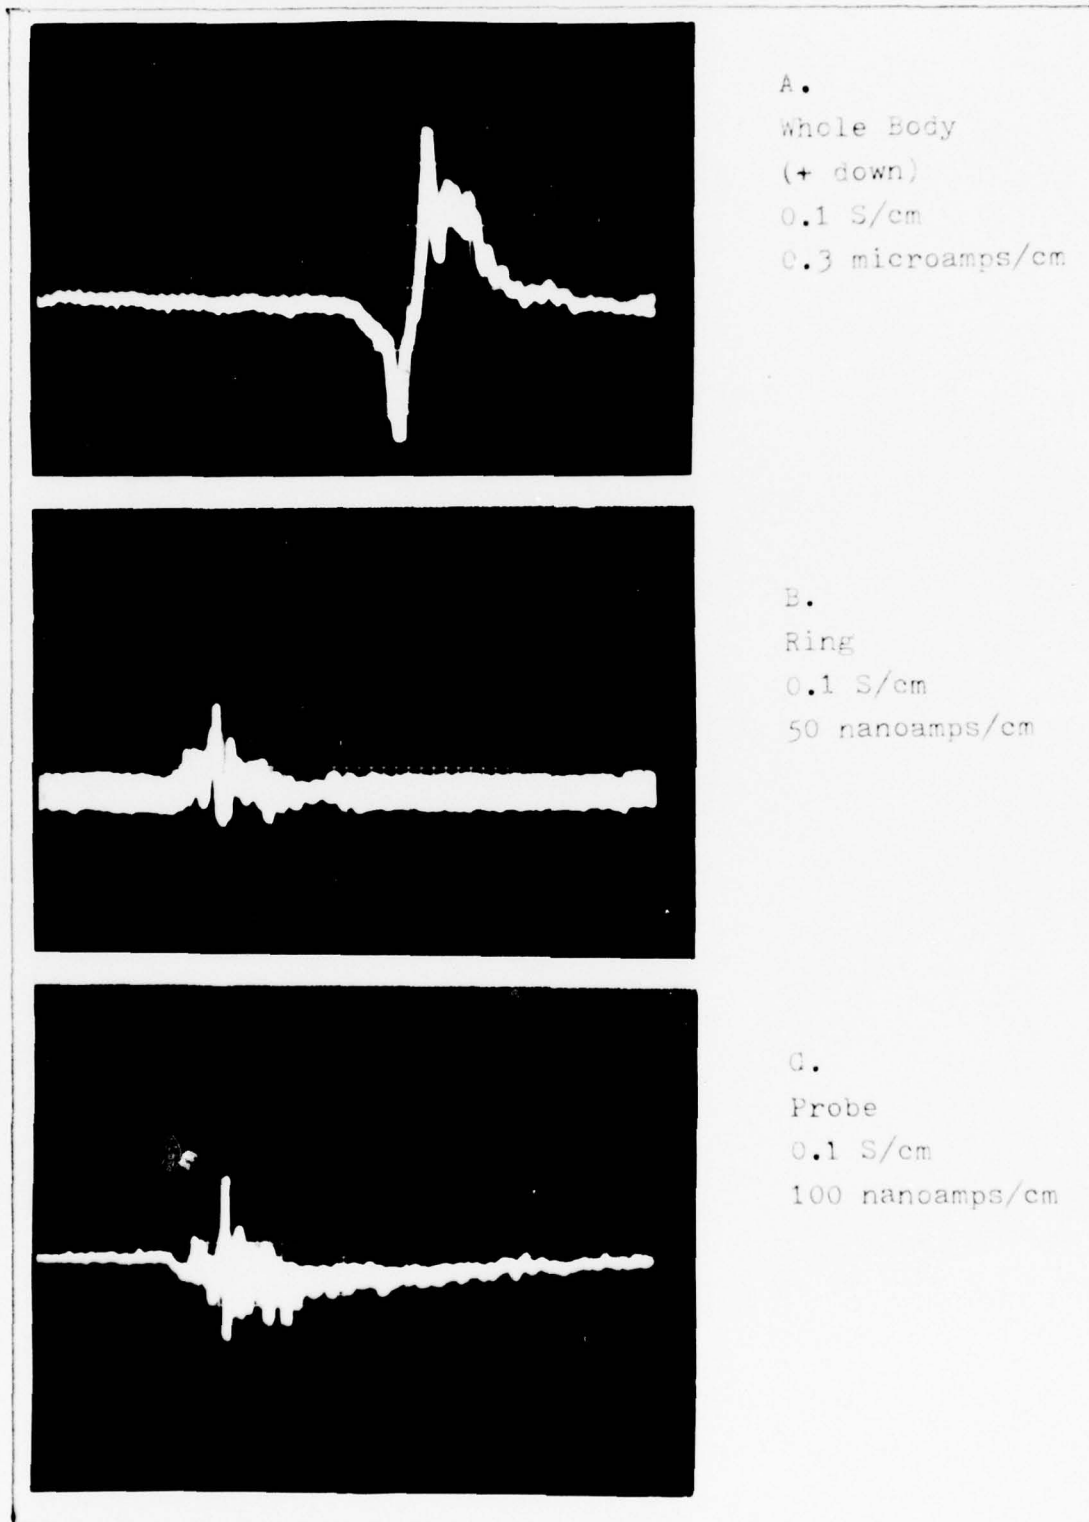 A.
Whole Body
(+ down)
0.1 S/cm
0.3 microamps/cm
B.
Ring
0.1 S/cm
50 nanoamps/cm
C.
Probe
0.1 S/cm
100 nanoamps/cm